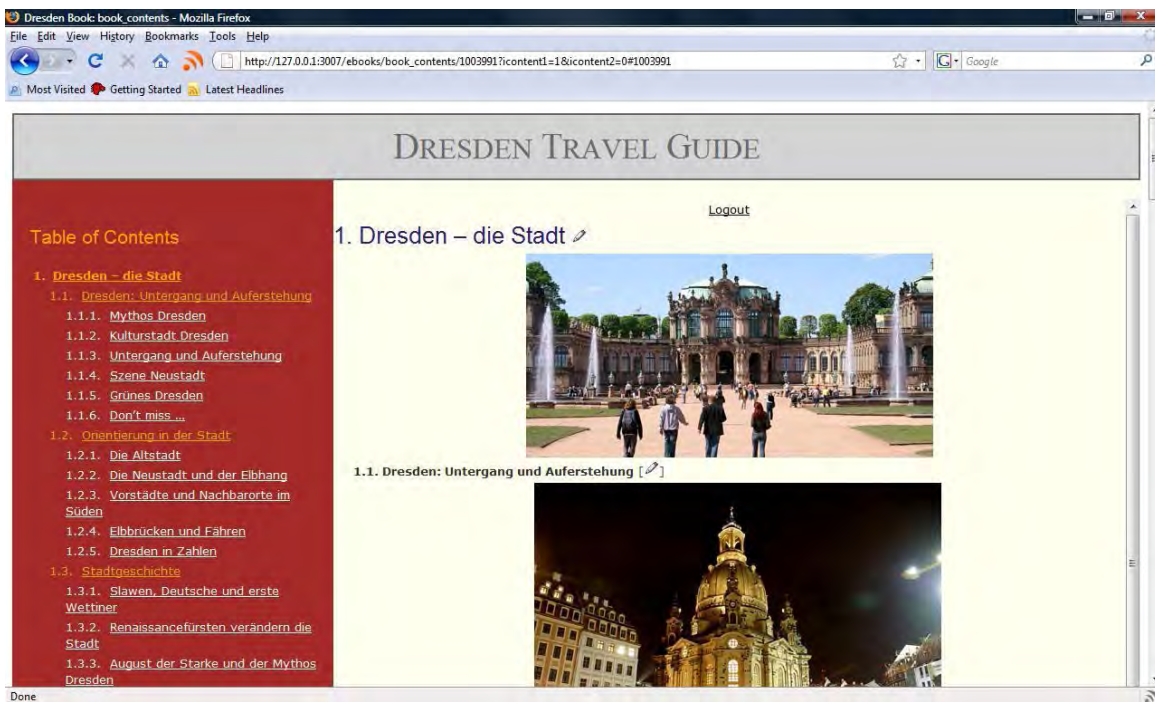 Dresden Book: book_contents - Mozilla Firefox
File Edit View History Bookmarks Tools Help
http://127.0.0.1:3007/ebooks/book_contents/1003991?icontent1=1&icontent2=0#1003991
G Google
Most Visited Getting Started Latest Headlines
DRESDEN TRAVEL GUIDE
Logout
Table of Contents
1. Dresden – die Stadt
1.1. Dresden: Untergang und Auferstehung
1.1.1. Mythos Dresden
1.1.2. Kulturstadt Dresden
1.1.3. Untergang und Auferstehung
1.1.4. Szene Neustadt
1.1.5. Grünes Dresden
1.1.6. Don't miss ...
1.2. Orientierung in der Stadt
1.2.1. Die Altstadt
1.2.2. Die Neustadt und der Elbhang
1.2.3. Vorstädte und Nachbarorte im
Süden
1.2.4. Elbbrücken und Fähren
1.2.5. Dresden in Zahlen
1.3. Stadtgeschichte
1.3.1. Slawen, Deutsche und erste
Wettiner
1.3.2. Renaissancefürsten verändern die
Stadt
1.3.3. August der Starke und der Mythos
Dresden
1. Dresden – die Stadt
1.1. Dresden: Untergang und Auferstehung [ ]
Done